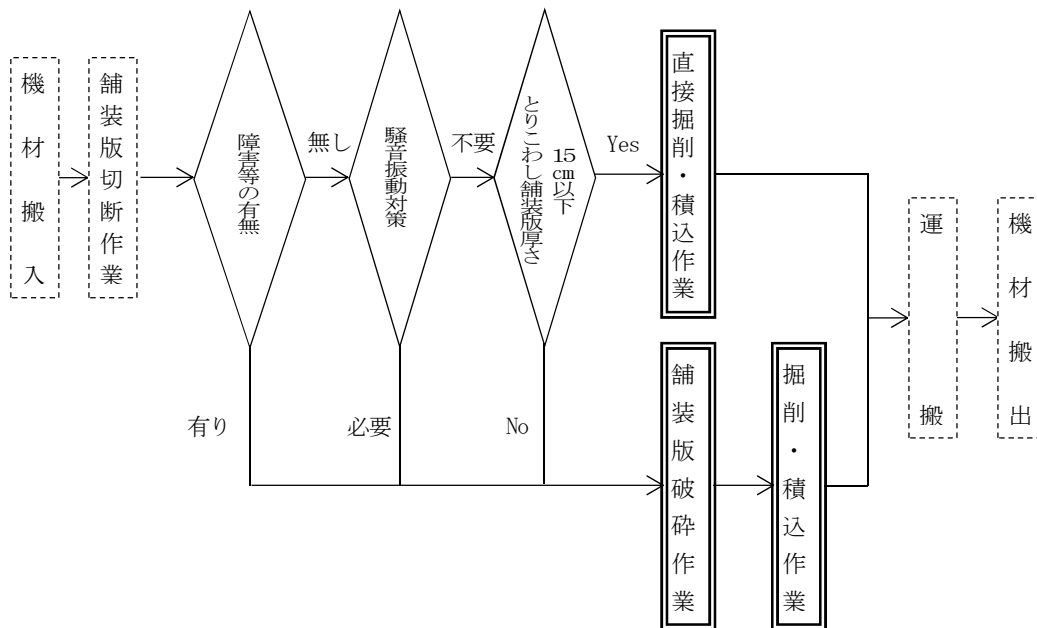 機材搬入
舗装版切断作業
障害等の有無
無し
有り
騒音振動対策
不要
必要
とりこわし舗装版厚さ
15cm以下
Yes
No
直接掘削・積込作業
舗装版破砕作業
掘削・積込作業
運搬
機材搬出